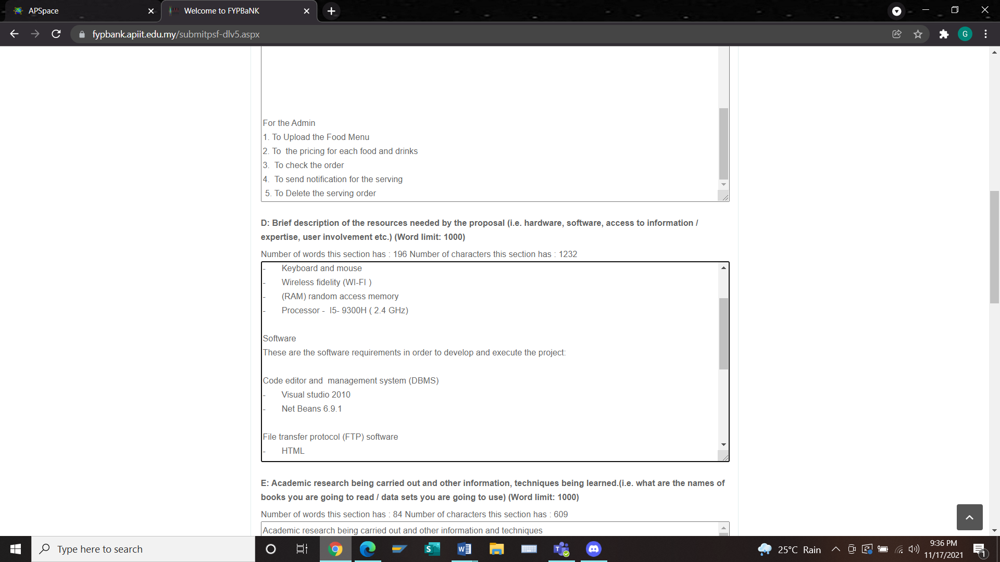 APSpace
Welcome to FYPBaNK
fypbank.apiit.edu.my/submitpsf-dlv5.aspx
G
For the Admin
1. To Upload the Food Menu
2. To  the pricing for each food and drinks
3.  To check the order
4.  To send notification for the serving
5. To Delete the serving order
D: Brief description of the resources needed by the proposal (i.e. hardware, software, access to information /
expertise, user involvement etc.) (Word limit: 1000)
Number of words this section has : 196 Number of characters this section has : 1232
- Keyboard and mouse
- Wireless fidelity (WI-FI )
- (RAM) random access memory
- Processor -  I5- 9300H ( 2.4 GHz)
Software
These are the software requirements in order to develop and execute the project:
Code editor and  management system (DBMS)
- Visual studio 2010
- Net Beans 6.9.1
File transfer protocol (FTP) software
- HTML
E: Academic research being carried out and other information, techniques being learned.(i.e. what are the names of
books you are going to read / data sets you are going to use) (Word limit: 1000)
Number of words this section has : 84 Number of characters this section has : 609
Academic research being carried out and other information and techniques
Type here to search
25°C Rain
9:36 PM
11/17/2021
1